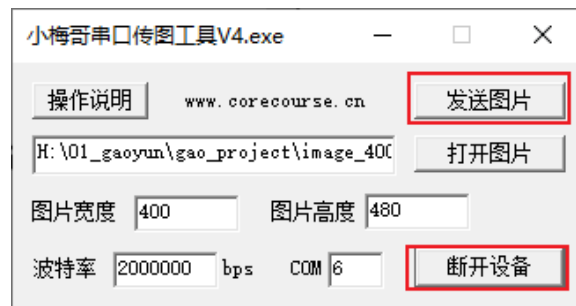 小梅哥串口传图工具V4.exe
操作说明 www.corecourse.cn 发送图片
H:\01_gaoyun\gao_project\image_400 打开图片
图片宽度 400 图片高度 480
波特率 2000000 bps COM 6 断开设备